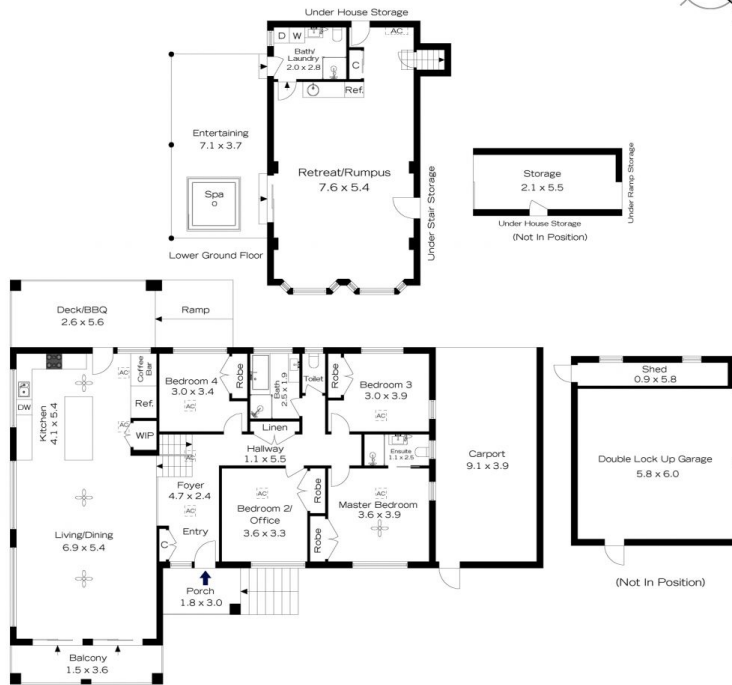 Under House Storage
D
W
AC
Bath/
Laundry
2.0 x 2.8
C
Ref.
Entertaining
7.1 x 3.7
Retreat/Rumpus
7.6 x 5.4
Spa
Under Stair Storage
Lower Ground Floor
Storage
2.1 x 5.5
Under Ramp Storage
Under House Storage
(Not In Position)
Deck/BBQ
2.6 x 5.6
Ramp
Coffee
Bar
AC
Ref.
DW
Kitchen
4.1 x 5.4
AC
WIP
Bedroom 4
3.0 x 3.4
AC
Robe
Bath
2.5 x 1.9
Toilet
Robe
Bedroom 3
3.0 x 3.9
AC
Linen
Hallway
1.1 x 5.5
Ensuite
1.1 x 2.5
Carport
9.1 x 3.9
Shed
0.9 x 5.8
Double Lock Up Garage
5.8 x 6.0
(Not In Position)
AC
Foyer
4.7 x 2.4
AC
Entry
C
AC
Bedroom 2/
Office
3.6 x 3.3
Robe
Robe
AC
Master Bedroom
3.6 x 3.9
Living/Dining
6.9 x 5.4
Porch
1.8 x 3.0
Balcony
1.5 x 3.6